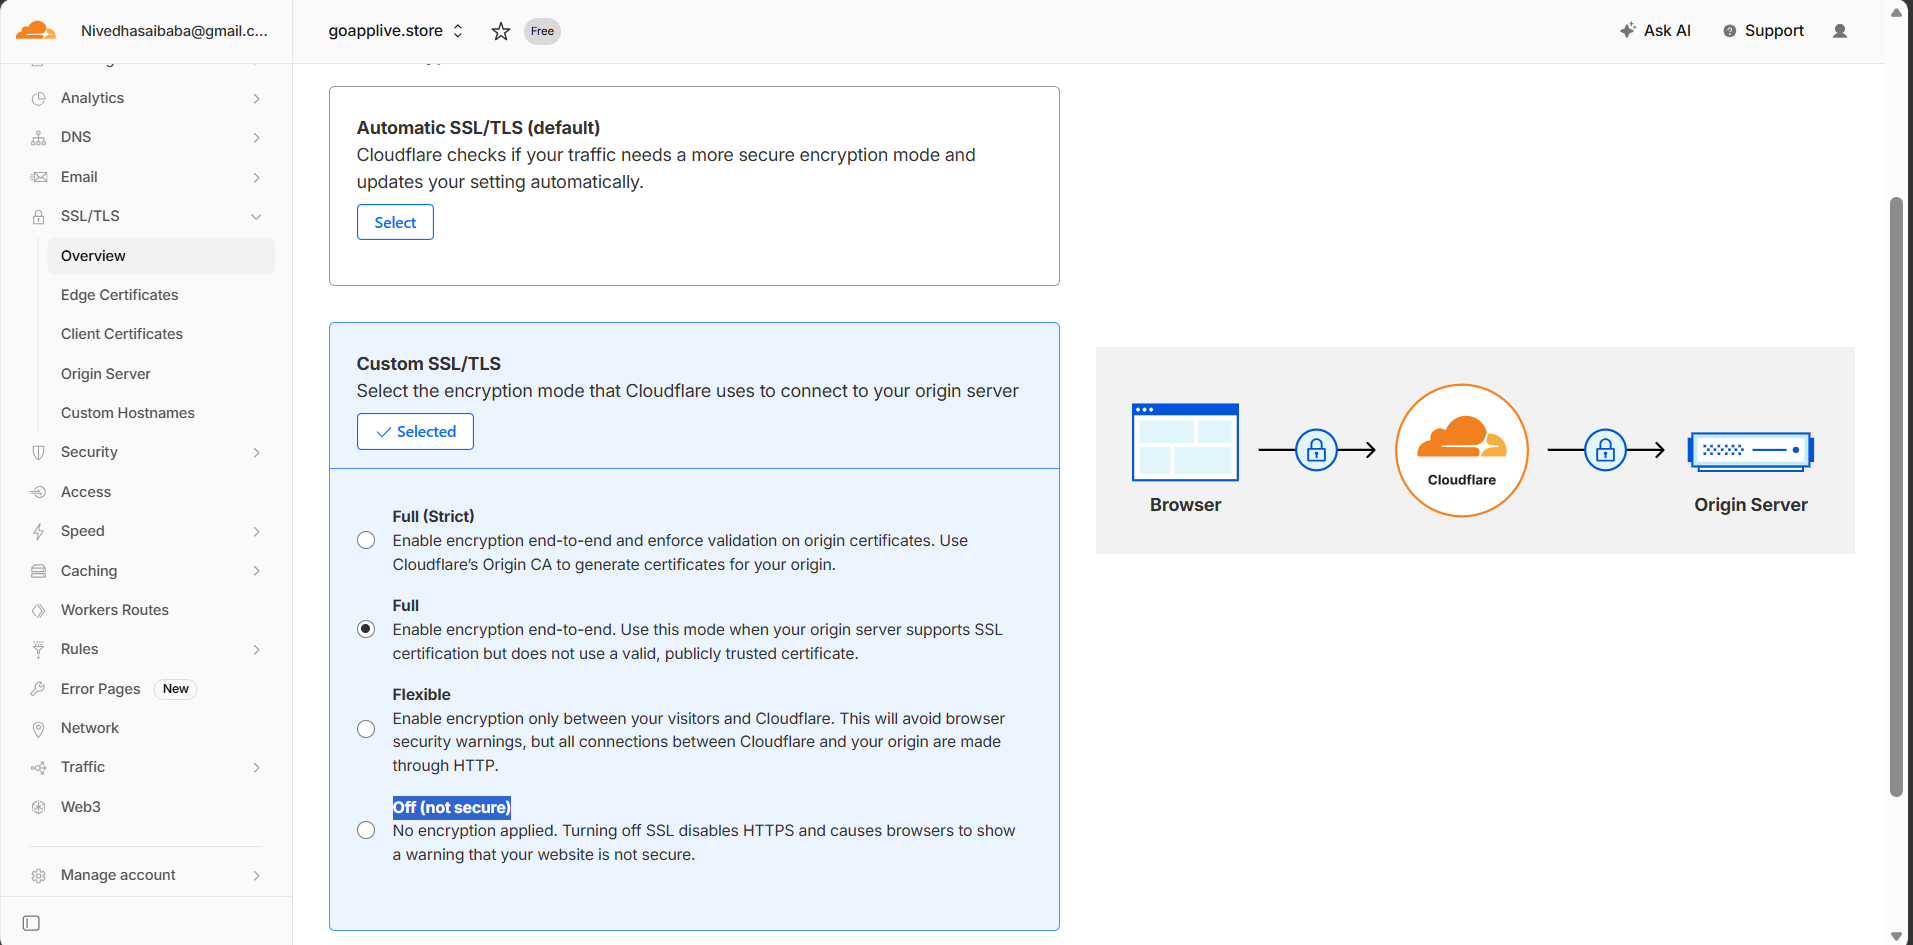 Nivedhasaibaba@gmail.c...
goapplive.store
Free
Ask AI
Support
Analytics
DNS
Email
SSL/TLS
Overview
Edge Certificates
Client Certificates
Origin Server
Custom Hostnames
Security
Access
Speed
Caching
Workers Routes
Rules
Error Pages New
Network
Traffic
Web3
Manage account
Automatic SSL/TLS (default)
Cloudflare checks if your traffic needs a more secure encryption mode and
updates your setting automatically.
Select
Custom SSL/TLS
Select the encryption mode that Cloudflare uses to connect to your origin server
Selected
Full (Strict)
Enable encryption end-to-end and enforce validation on origin certificates. Use
Cloudflare’s Origin CA to generate certificates for your origin.
Full
Enable encryption end-to-end. Use this mode when your origin server supports SSL
certification but does not use a valid, publicly trusted certificate.
Flexible
Enable encryption only between your visitors and Cloudflare. This will avoid browser
security warnings, but all connections between Cloudflare and your origin are made
through HTTP.
Off (not secure)
No encryption applied. Turning off SSL disables HTTPS and causes browsers to show
a warning that your website is not secure.
Browser
Cloudflare
Origin Server